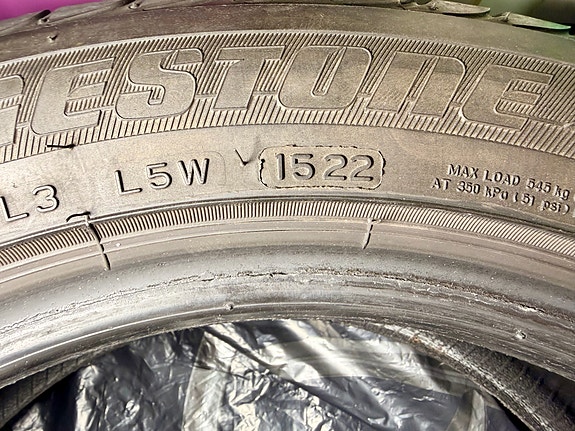 GESTONE
L3 L5W 1522
MAX LOAD 545 kg
AT 350 kPa (51 psi)